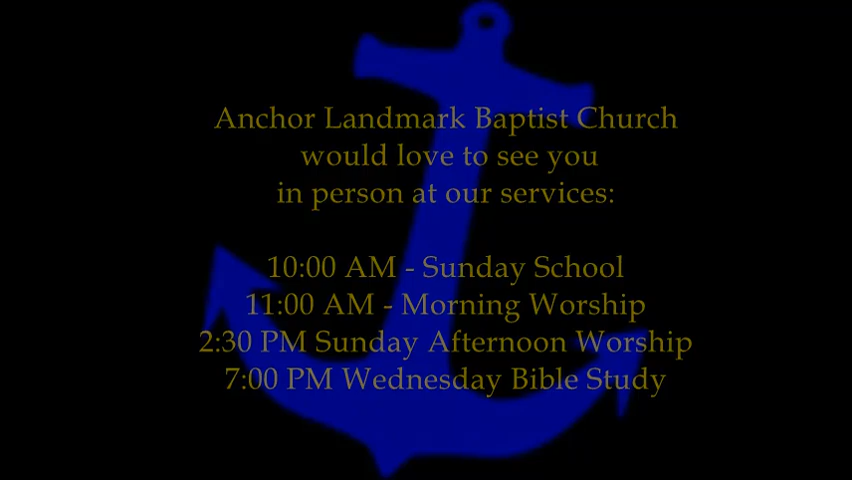 Anchor Landmark Baptist Church
would love to see you
in person at our services:
10:00 AM - Sunday School
11:00 AM - Morning Worship
2:30 PM Sunday Afternoon Worship
7:00 PM Wednesday Bible Study